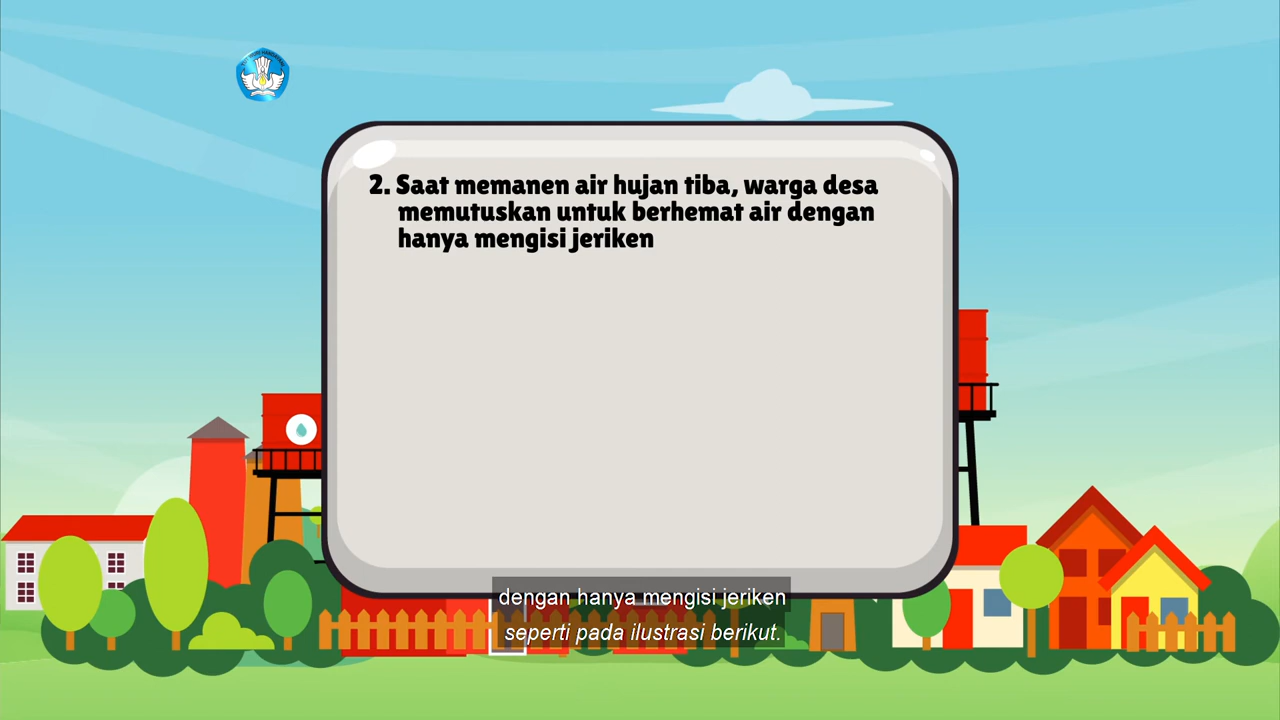 2. Saat memanen air hujan tiba, warga desa
memutuskan untuk berhemat air dengan
hanya mengisi jeriken
dengan hanya mengisi jeriken
seperti pada ilustrasi berikut.